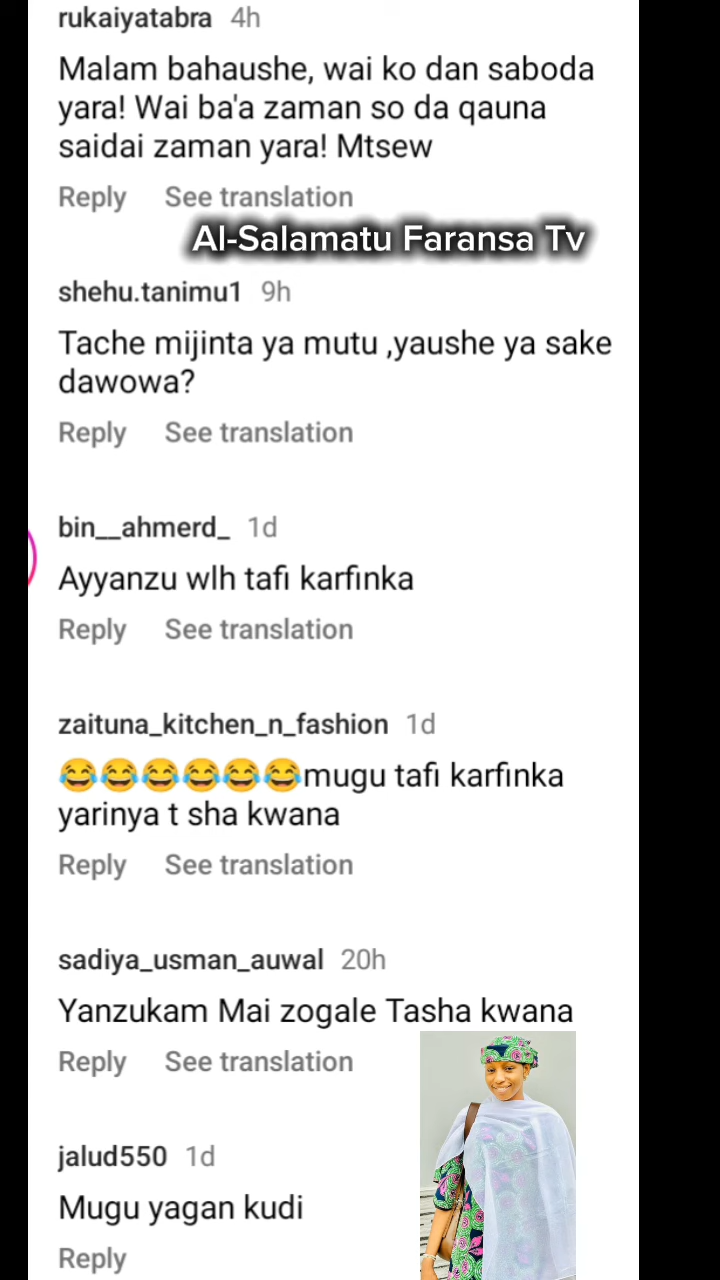 rukaiyatabra 4h
Malam bahaushe, wai ko dan saboda
yara! Wai ba'a zaman so da qauna
saidai zaman yara! Mtsew
Reply See translation
Al-Salamatu Faransa Tv
shehu.tanimu1 9h
Tache mijinta ya mutu ,yaushe ya sake
dawowa?
Reply See translation
bin__ahmerd_ 1d
Ayyanzu wlh tafi karfinka
Reply See translation
zaituna_kitchen_n_fashion 1d
😂😂😂😂😂😂mugu tafi karfinka
yarinya t sha kwana
Reply See translation
sadiya_usman_auwal 20h
Yanzukam Mai zogale Tasha kwana
Reply See translation
jalud550 1d
Mugu yagan kudi
Reply